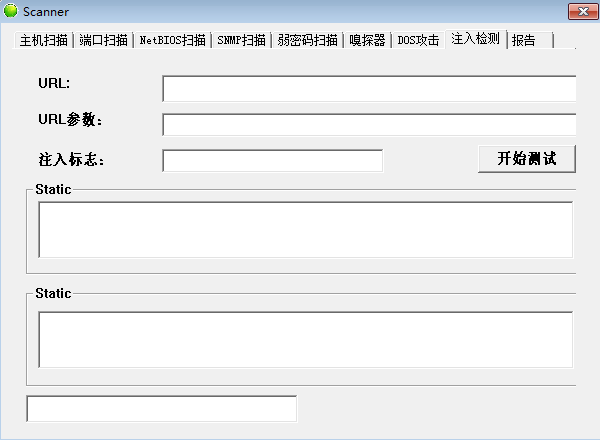 Scanner
主机扫描 端口扫描 NetBIOS扫描 SNMP扫描 弱密码扫描 嗅探器 DOS攻击 注入检测 报告
URL:
URL参数：
注入标志： 开始测试
Static
Static